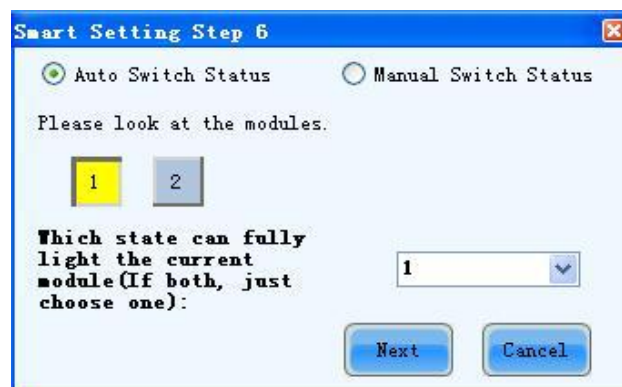 Smart Setting Step 6
Auto Switch Status Manual Switch Status
Please look at the modules.
1 2
Which state can fully
light the current
module(If both, just
choose one):
1
Next Cancel